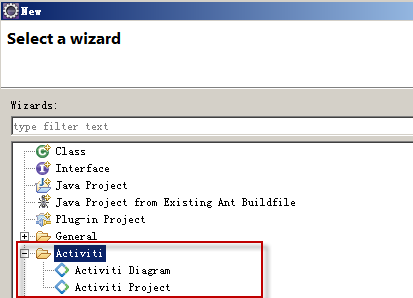 New
Select a wizard
Wizards:
type filter text
Class
Interface
Java Project
Java Project from Existing Ant Buildfile
Plug-in Project
General
Activiti
Activiti Diagram
Activiti Project